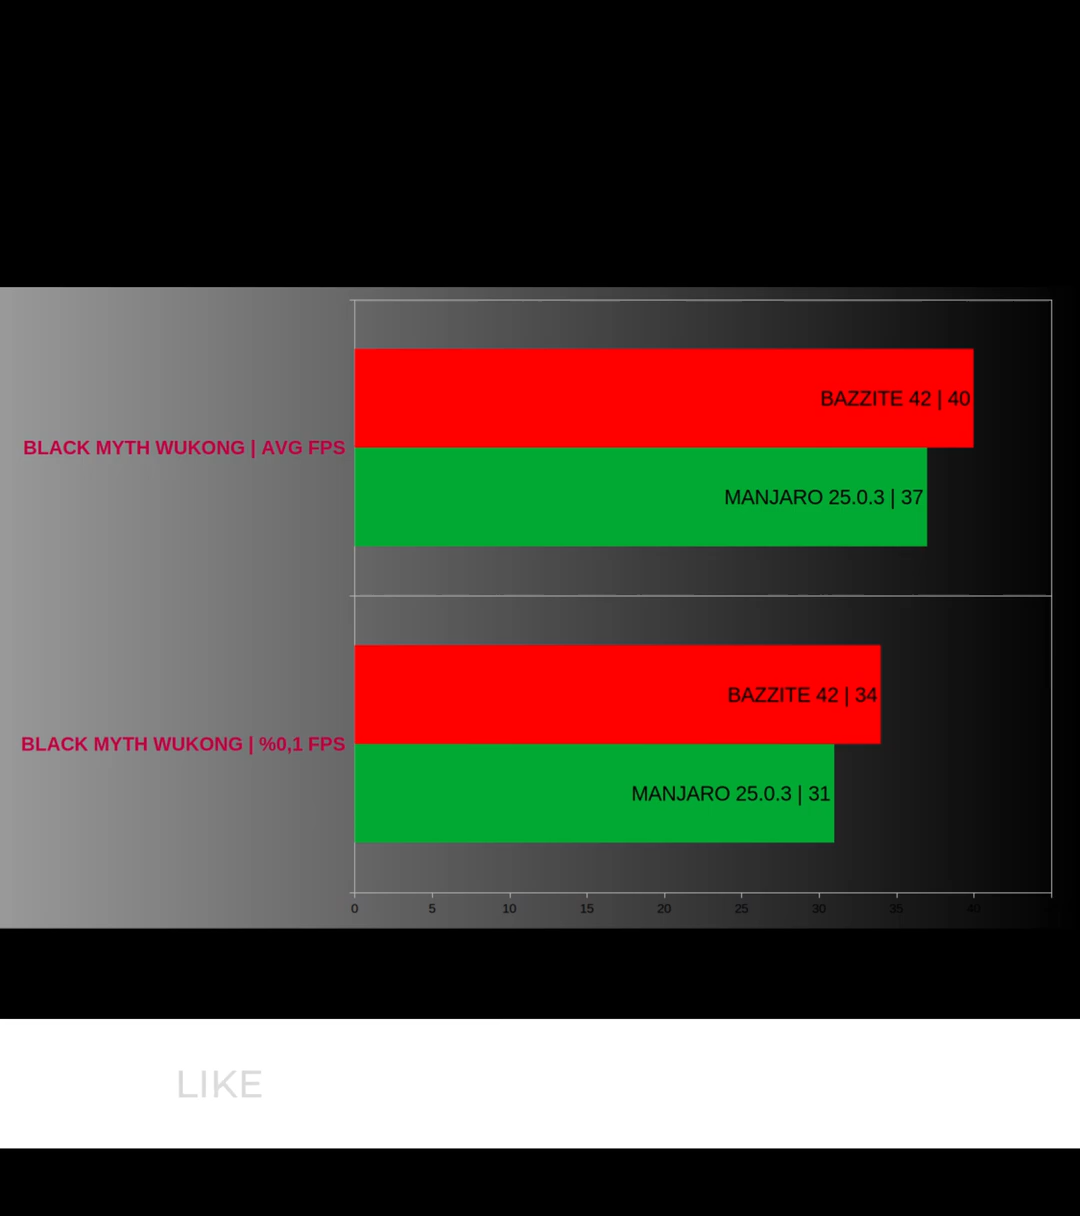 BAZZITE 42 | 40
BLACK MYTH WUKONG | AVG FPS
MANJARO 25.0.3 | 37
BAZZITE 42 | 34
BLACK MYTH WUKONG | %0,1 FPS
MANJARO 25.0.3 | 31
0 5 10 15 20 25 30 35 40
LIKE